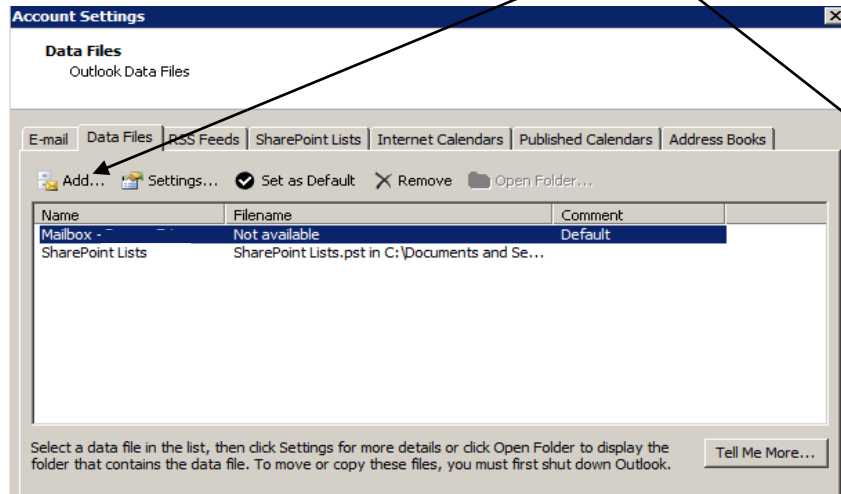 Account Settings
Data Files
Outlook Data Files
E-mail Data Files RSS Feeds SharePoint Lists Internet Calendars Published Calendars Address Books
Add... Settings... Set as Default Remove Open Folder...
Name Filename Comment
Mailbox - Not available Default
SharePoint Lists SharePoint Lists.pst in C:\Documents and Se...
Select a data file in the list, then click Settings for more details or click Open Folder to display the
folder that contains the data file. To move or copy these files, you must first shut down Outlook.
Tell Me More...